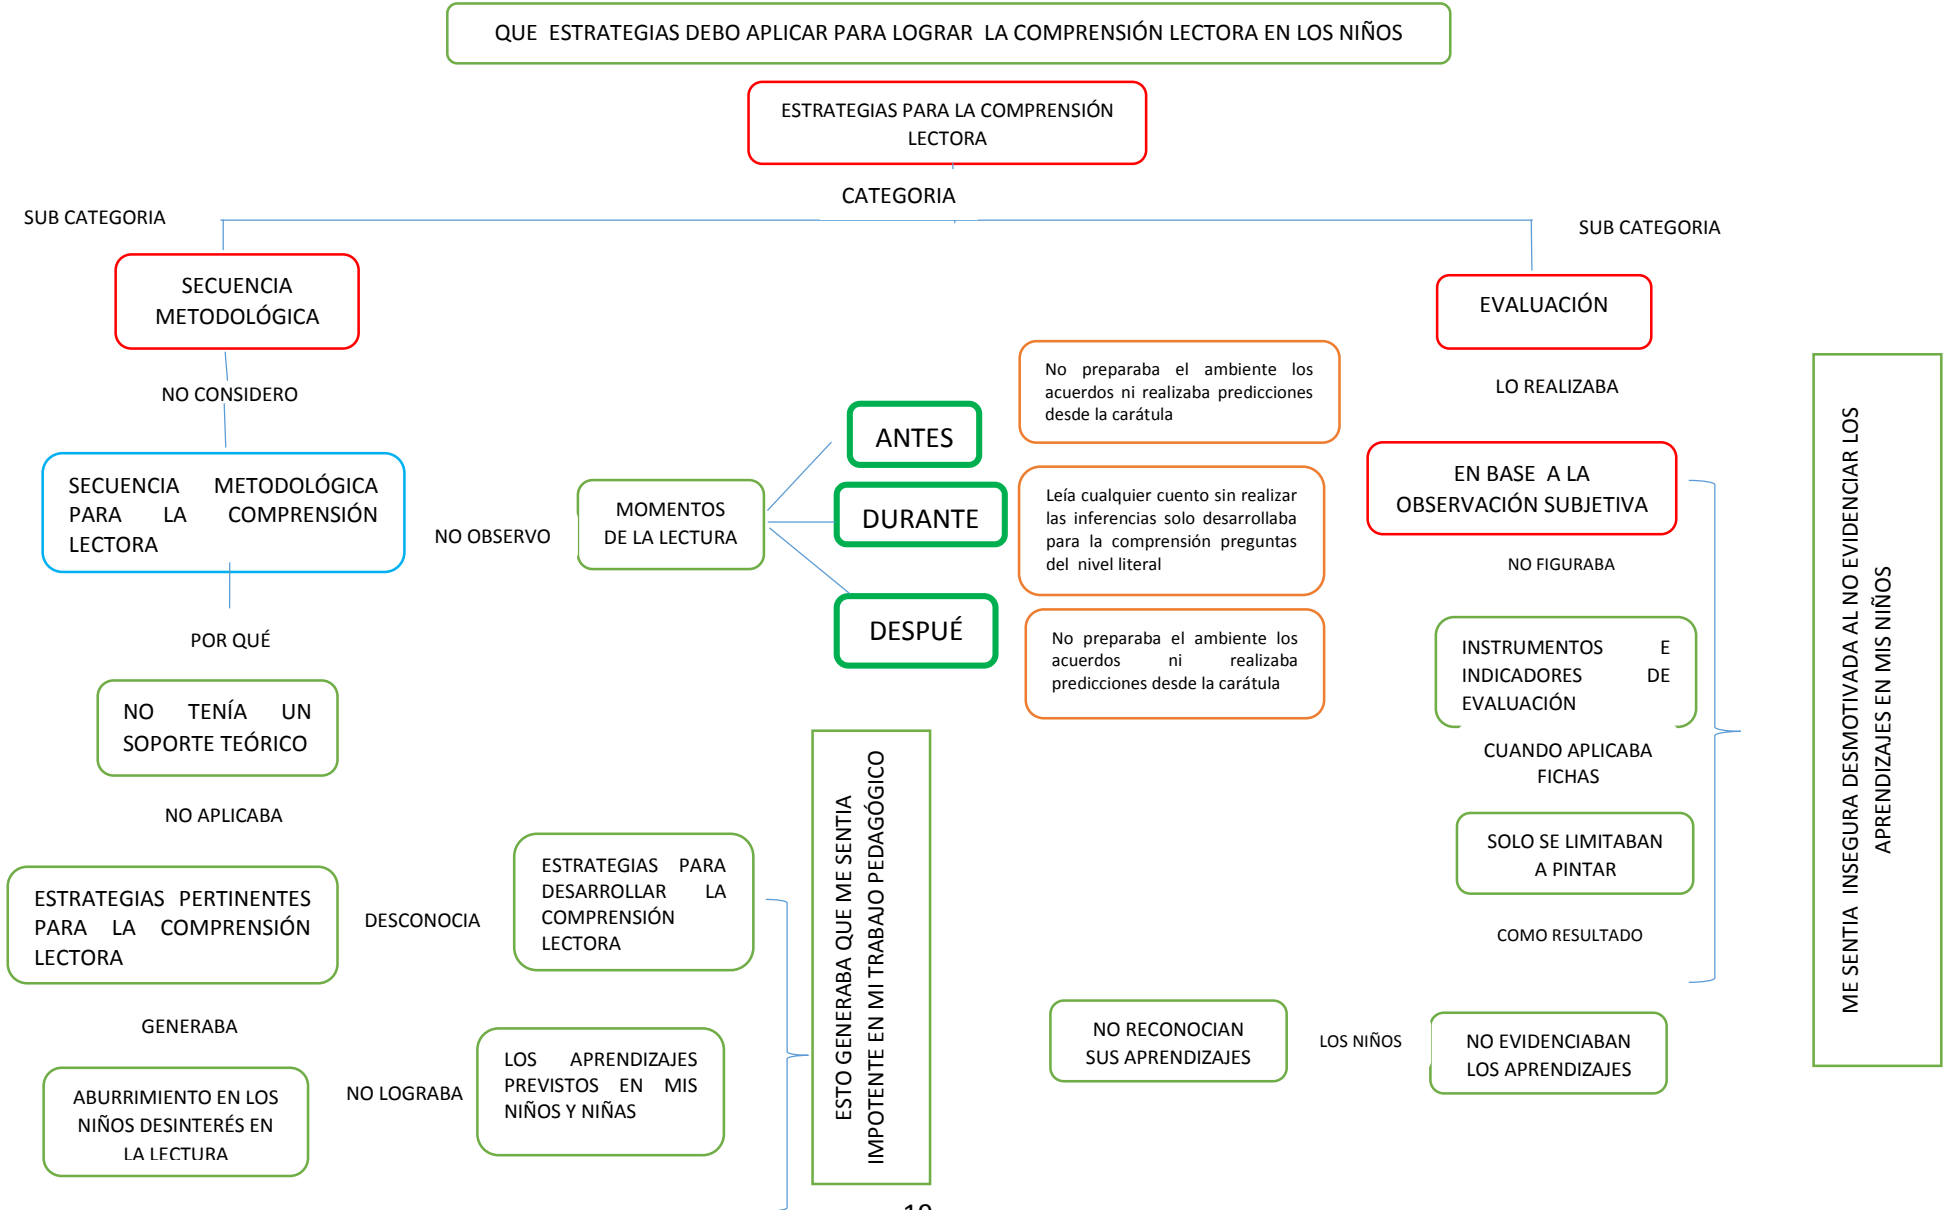 QUE ESTRATEGIAS DEBO APLICAR PARA LOGRAR LA COMPRENSIÓN LECTORA EN LOS NIÑOS
ESTRATEGIAS PARA LA COMPRENSIÓN
LECTORA
CATEGORIA
SUB CATEGORIA
SUB CATEGORIA
SECUENCIA
METODOLÓGICA
NO CONSIDERO
SECUENCIA METODOLÓGICA
PARA LA COMPRENSIÓN
LECTORA
NO OBSERVO
MOMENTOS
DE LA LECTURA
ANTES
DURANTE
DESPUÉ
No preparaba el ambiente los
acuerdos ni realizaba predicciones
desde la carátula
Leía cualquier cuento sin realizar
las inferencias solo desarrollaba
para la comprensión preguntas
del nivel literal
No preparaba el ambiente los
acuerdos ni realizaba
predicciones desde la carátula
POR QUÉ
NO TENÍA UN
SOPORTE TEÓRICO
NO APLICABA
ESTRATEGIAS PERTINENTES
PARA LA COMPRENSIÓN
LECTORA
DESCONOCIA
ESTRATEGIAS PARA
DESARROLLAR LA
COMPRENSIÓN
LECTORA
GENERABA
ABURRIMIENTO EN LOS
NIÑOS DESINTERÉS EN
LA LECTURA
NO LOGRABA
LOS APRENDIZAJES
PREVISTOS EN MIS
NIÑOS Y NIÑAS
ESTO GENERABA QUE ME SENTIA
IMPOTENTE EN MI TRABAJO PEDAGÓGICO
EVALUACIÓN
LO REALIZABA
EN BASE A LA
OBSERVACIÓN SUBJETIVA
NO FIGURABA
INSTRUMENTOS E
INDICADORES DE
EVALUACIÓN
CUANDO APLICABA
FICHAS
SOLO SE LIMITABAN
A PINTAR
COMO RESULTADO
NO EVIDENCIABAN
LOS APRENDIZAJES
LOS NIÑOS
NO RECONOCIAN
SUS APRENDIZAJES
ME SENTIA INSEGURA DESMOTIVADA AL NO EVIDENCIAR LOS
APRENDIZAJES EN MIS NIÑOS